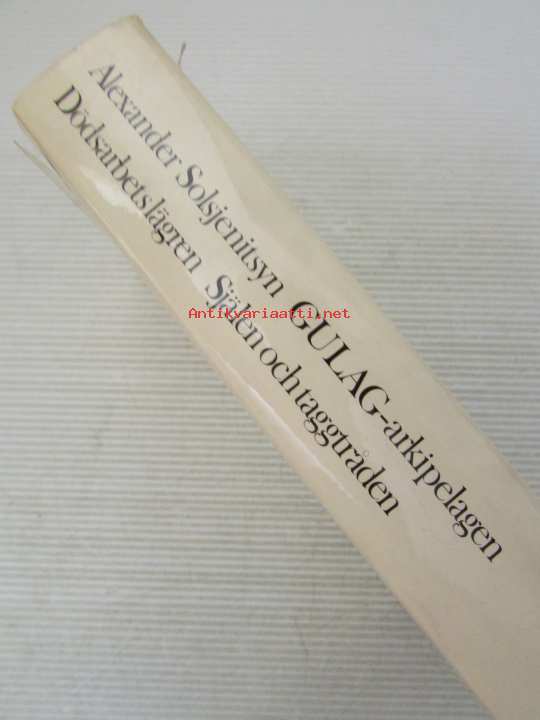 Alexander Solsjenitsyn GULAG-arkipelagen
Dödsarbetslägren Själen och taggtråden
Antikvariaatti.net